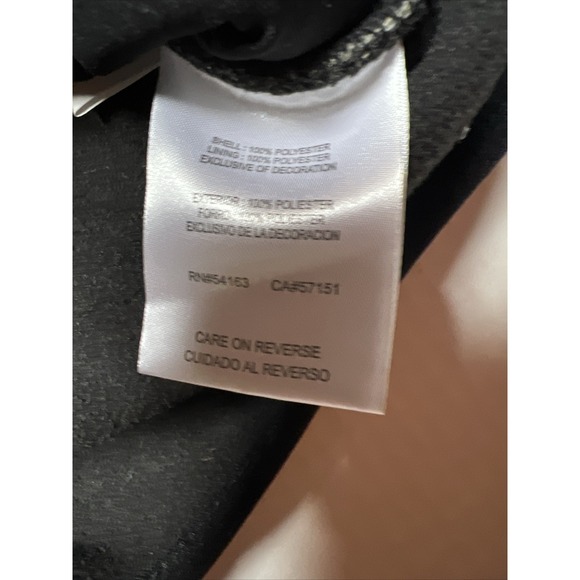 SHELL : 100% POLYESTER
LINING : 100% POLYESTER
EXCLUSIVE OF DECORATION
EXTERIOR : 100% POLIESTER
FORRO : 100% POLIESTER
EXCLUSIVO DE LA DECORACION
RN#54163 CA#57151
CARE ON REVERSE
CUIDADO AL REVERSO